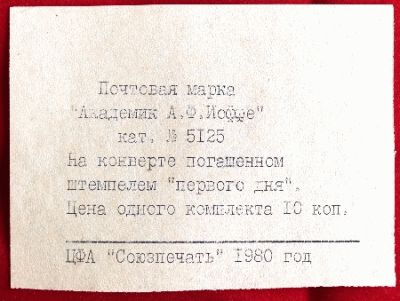 Почтовая марка
"Академик А.Ф.Иоффе"
кат. № 5125
На конверте погашенном
штемпелем "первого дня".
Цена одного комплекта 10 коп.
ЦФА "Союзпечать" 1980 год